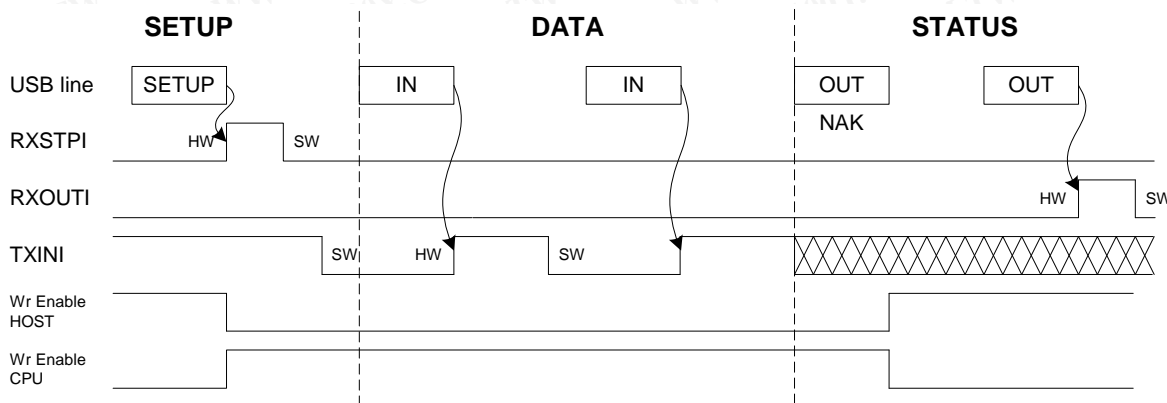 SETUP DATA STATUS
USB line SETUP IN IN OUT OUT
NAK
RXSTPI HW SW
RXOUTI HW SW
TXINI SW HW SW
Wr Enable
HOST
Wr Enable
CPU